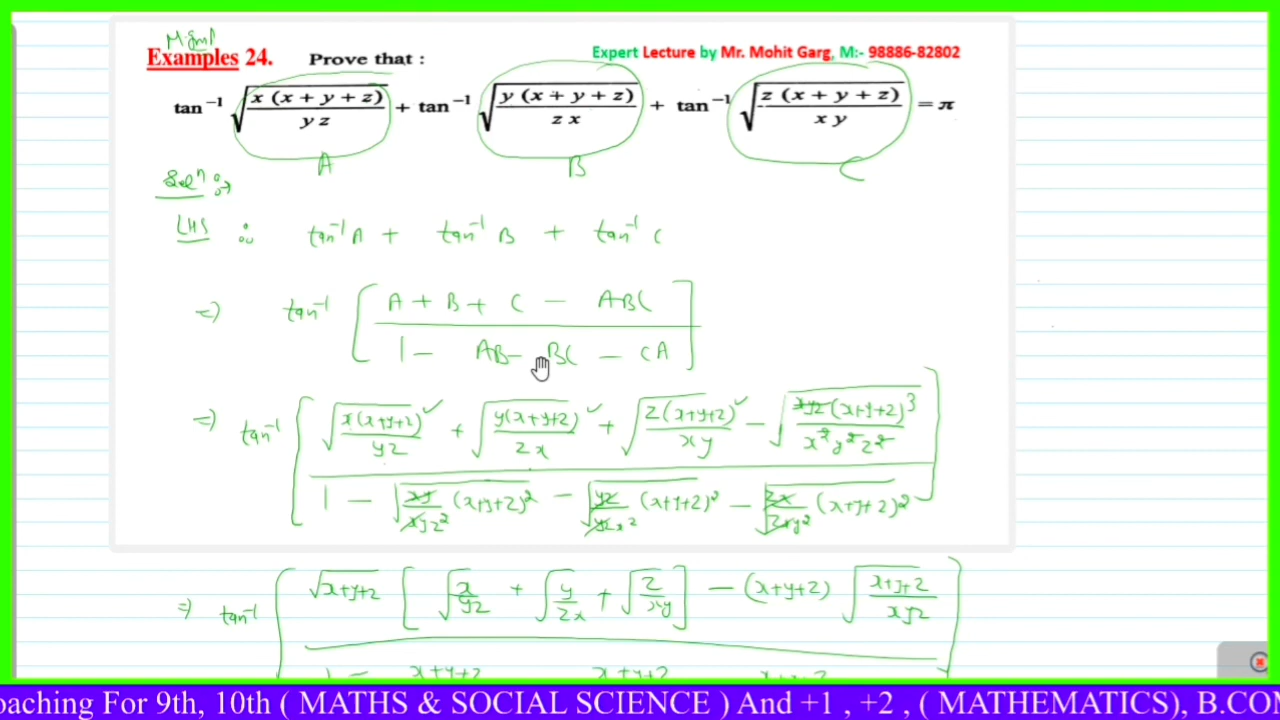 M.Imp
Examples 24. Prove that :
Expert Lecture by Mr. Mohit Garg, M:- 98886-82802
tan⁻¹ √(x (x + y + z) / y z) + tan⁻¹ √(y (x + y + z) / z x) + tan⁻¹ √(z (x + y + z) / x y) = π
A B C
Solⁿ :→
LHS : tan⁻¹ A + tan⁻¹ B + tan⁻¹ C
⇒ tan⁻¹ [ (A + B + C − ABC) / (1 − AB − BC − CA) ]
⇒ tan⁻¹ [ (√(x(x+y+z) / yz) + √(y(x+y+z) / zx) + √(z(x+y+z) / xy) − √(xyz(x+y+z)³ / x²y²z²)) / (1 − √(xy / xyz² (x+y+z)²) − √(yz / yzx² (x+y+z)²) − √(zx / zxy² (x+y+z)²)) ]
⇒ tan⁻¹ [ √x+y+z [ √(x / yz) + √(y / zx) + √(z / xy) ] − (x+y+z) √(x+y+z / xyz)
1 − x+y+z x+y+z x+y+z
oaching For 9th, 10th ( MATHS & SOCIAL SCIENCE ) And +1 , +2 , ( MATHEMATICS), B.COM